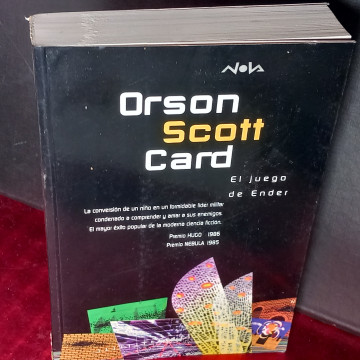 NOVA
Orson
Scott
Card
El juego
de Ender
La conversión de un niño en un formidable líder militar
condenado a comprender y amar a sus enemigos.
El mayor éxito popular de la moderna ciencia ficción.
Premio HUGO 1986
Premio NEBULA 1985